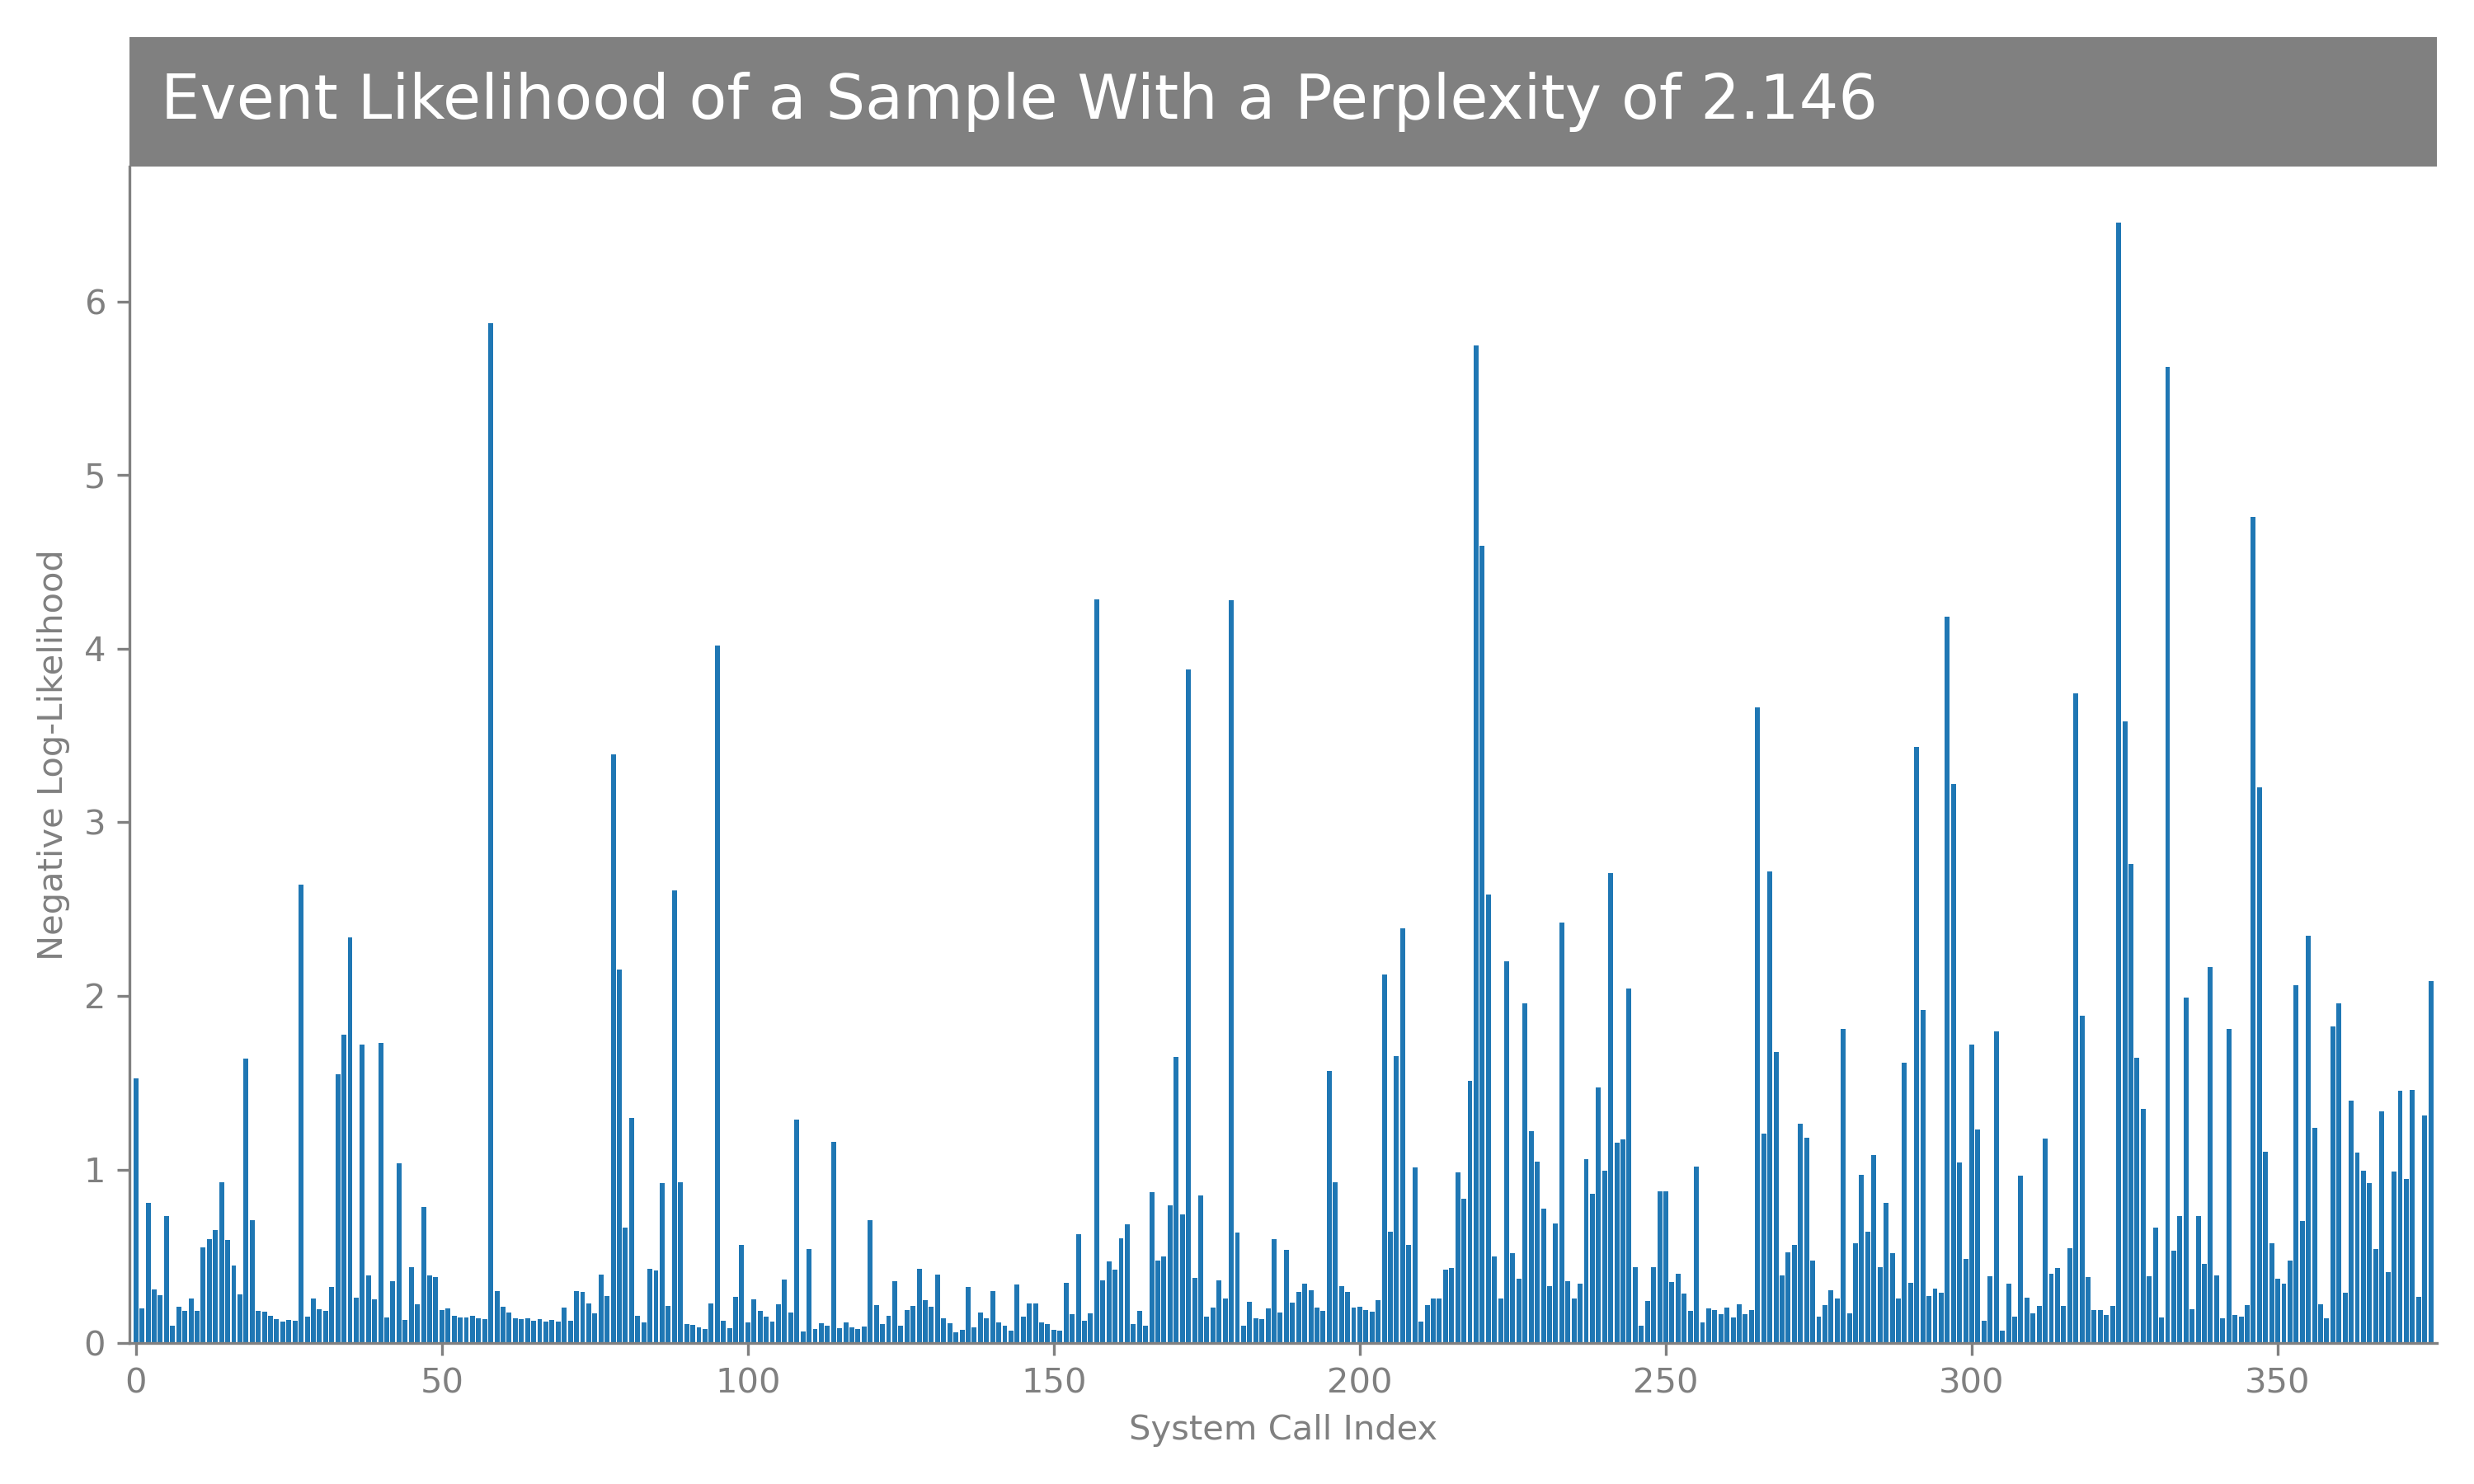 Event Likelihood of a Sample With a Perplexity of 2.146
Negative Log-Likelihood
6
5
4
3
2
1
0
0 50 100 150 200 250 300 350
System Call Index